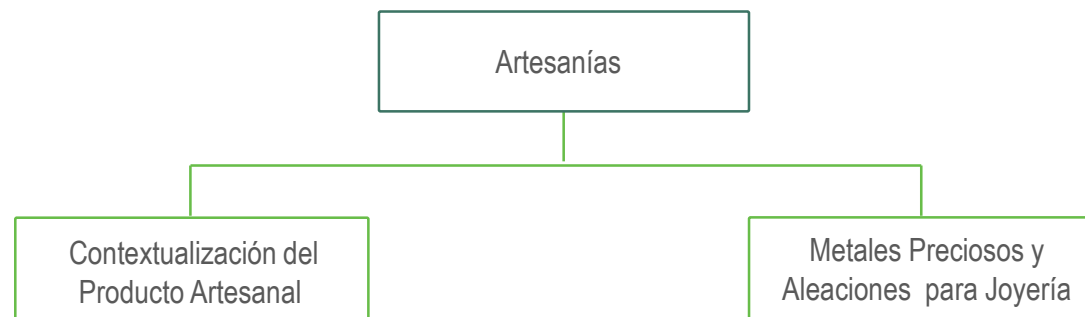 Artesanías
Contextualización del
Producto Artesanal
Metales Preciosos y
Aleaciones para Joyería